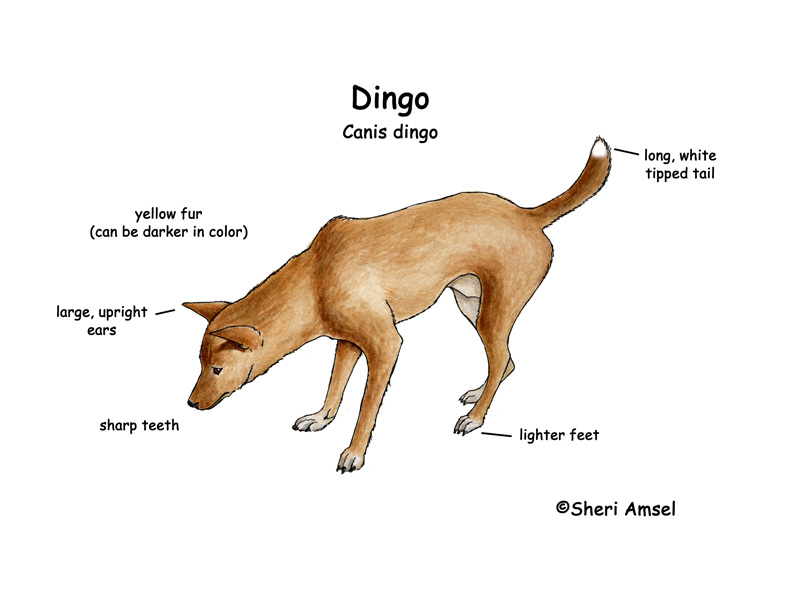 Dingo
Canis dingo
long, white
tipped tail
yellow fur
(can be darker in color)
large, upright
ears
sharp teeth
lighter feet
©Sheri Amsel